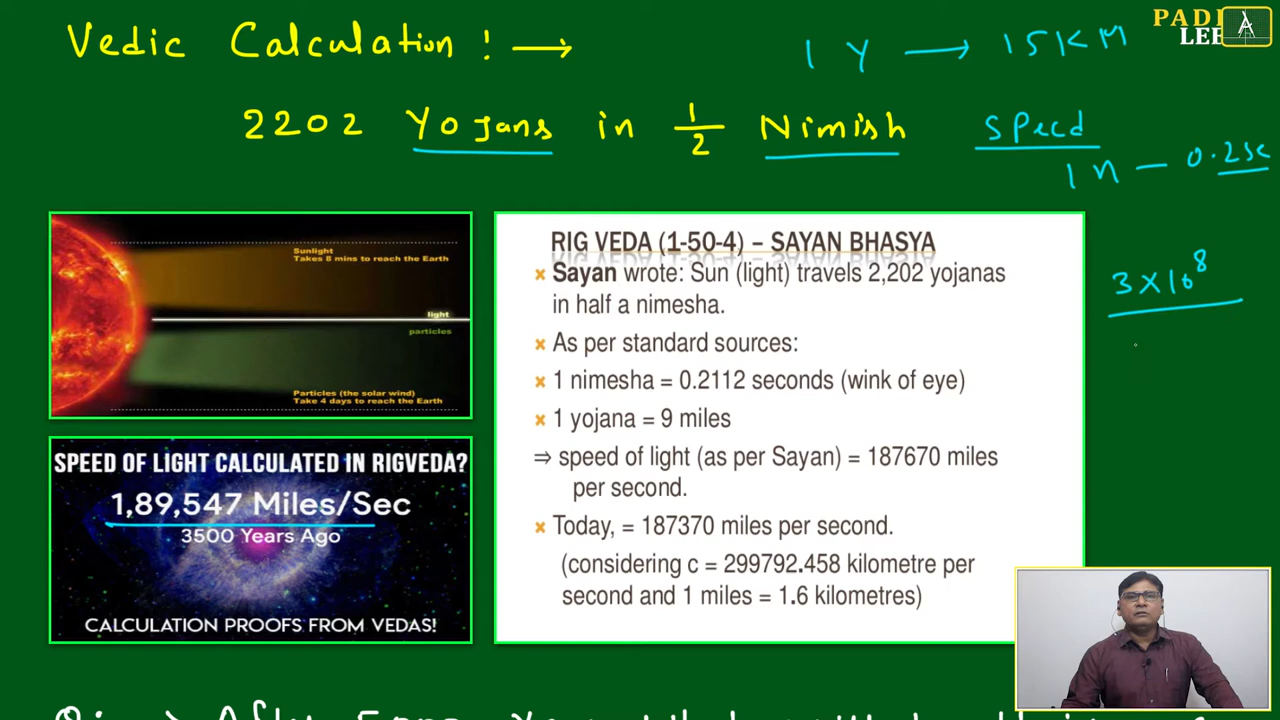 Vedic Calculation! →
1 Y → 15KM
PADH
LEE
2202 Yojans in 1/2 Nimish
Speed
1 n — 0.2 sc
3×10⁸
Sunlight
Takes 8 mins to reach the Earth
light
particles
Particles (the solar wind)
Take 4 days to reach the Earth
SPEED OF LIGHT CALCULATED IN RIGVEDA?
1,89,547 Miles/Sec
3500 Years Ago
CALCULATION PROOFS FROM VEDAS!
RIG VEDA (1-50-4) – SAYAN BHASYA
× Sayan wrote: Sun (light) travels 2,202 yojanas
in half a nimesha.
× As per standard sources:
× 1 nimesha = 0.2112 seconds (wink of eye)
× 1 yojana = 9 miles
⇒ speed of light (as per Sayan) = 187670 miles
per second.
× Today, = 187370 miles per second.
(considering c = 299792.458 kilometre per
second and 1 miles = 1.6 kilometres)